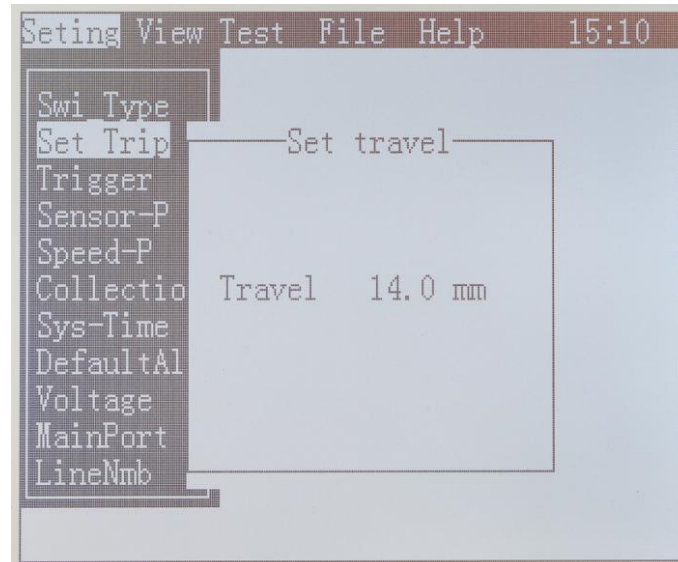 Seting View Test File Help 15:10
Swi_Type
Set Trip
Trigger
Sensor-P
Speed-P
Collectio
Sys-Time
DefaultAl
Voltage
MainPort
LineNmb
Set travel
Travel 14.0 mm